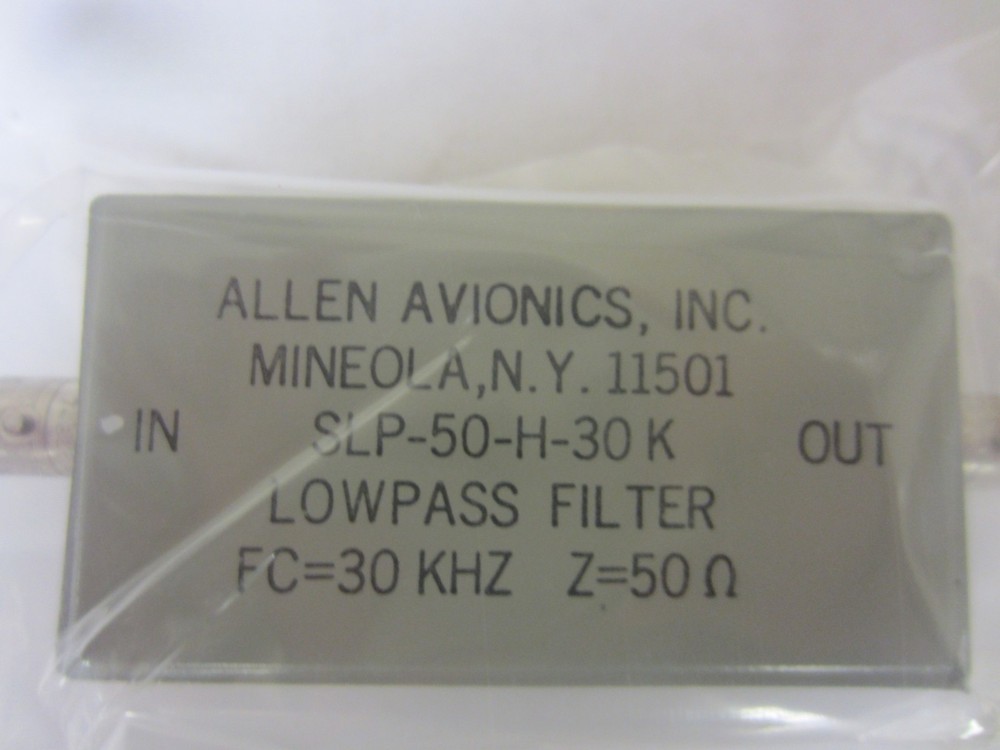 ALLEN AVIONICS, INC.
MINEOLA, N.Y. 11501
IN SLP-50-H-30 K OUT
LOWPASS FILTER
FC=30 KHZ Z=50 Ω